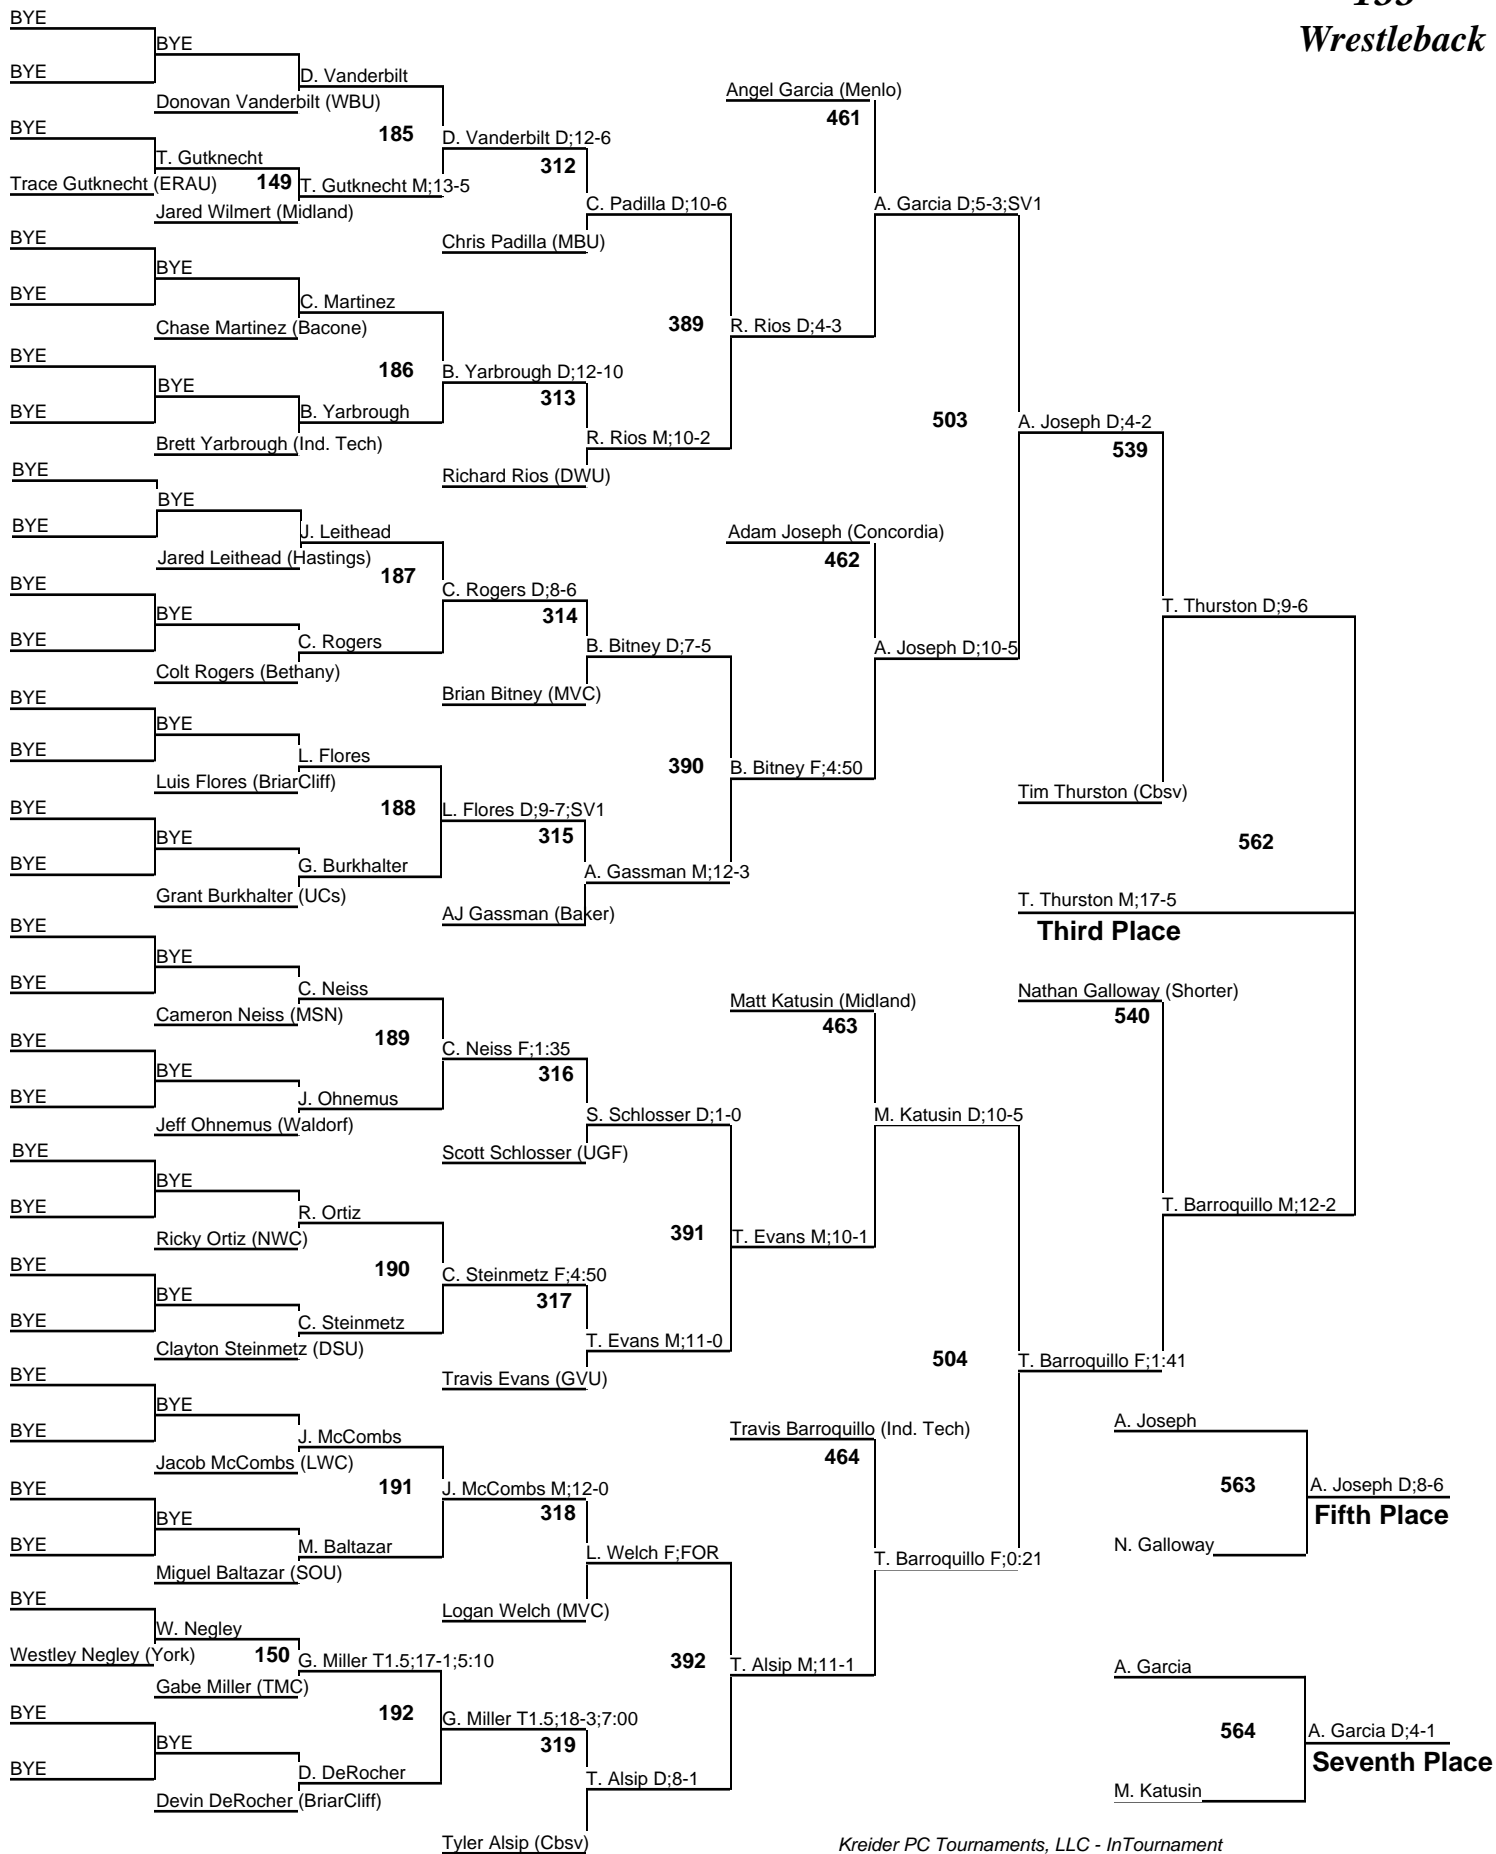 133
Wrestleback
BYE
BYE
BYE
D. Vanderbilt
Donovan Vanderbilt (WBU)
Angel Garcia (Menlo)
461
BYE
185
D. Vanderbilt D;12-6
312
T. Gutknecht
Trace Gutknecht (ERAU)
149
T. Gutknecht M;13-5
Jared Wilmert (Midland)
C. Padilla D;10-6
A. Garcia D;5-3;SV1
BYE
Chris Padilla (MBU)
BYE
BYE
C. Martinez
Chase Martinez (Bacone)
389
R. Rios D;4-3
BYE
186
B. Yarbrough D;12-10
BYE
313
BYE
B. Yarbrough
503
A. Joseph D;4-2
Brett Yarbrough (Ind. Tech)
R. Rios M;10-2
539
BYE
Richard Rios (DWU)
BYE
BYE
J. Leithead
Adam Joseph (Concordia)
Jared Leithead (Hastings)
462
187
BYE
C. Rogers D;8-6
314
T. Thurston D;9-6
BYE
BYE
C. Rogers
B. Bitney D;7-5
A. Joseph D;10-5
Colt Rogers (Bethany)
Brian Bitney (MVC)
BYE
BYE
BYE
L. Flores
390
B. Bitney F;4:50
Luis Flores (BriarCliff)
Tim Thurston (Cbsv)
BYE
188
L. Flores D;9-7;SV1
315
562
BYE
BYE
G. Burkhalter
A. Gassman M;12-3
Grant Burkhalter (UCs)
T. Thurston M;17-5
AJ Gassman (Baker)
Third Place
BYE
BYE
BYE
C. Neiss
Matt Katusin (Midland)
Nathan Galloway (Shorter)
Cameron Neiss (MSN)
463
540
BYE
189
C. Neiss F;1:35
316
BYE
BYE
J. Ohnemus
Jeff Ohnemus (Waldorf)
S. Schlosser D;1-0
M. Katusin D;10-5
BYE
Scott Schlosser (UGF)
BYE
BYE
R. Ortiz
T. Barroquillo M;12-2
Ricky Ortiz (NWC)
391
T. Evans M;10-1
BYE
190
C. Steinmetz F;4:50
BYE
317
BYE
C. Steinmetz
T. Evans M;11-0
Clayton Steinmetz (DSU)
504
T. Barroquillo F;1:41
BYE
Travis Evans (GVU)
BYE
BYE
J. McCombs
Travis Barroquillo (Ind. Tech)
A. Joseph
Jacob McCombs (LWC)
464
BYE
191
J. McCombs M;12-0
563
A. Joseph D;8-6
318
Fifth Place
BYE
BYE
M. Baltazar
L. Welch F;FOR
T. Barroquillo F;0:21
N. Galloway
Miguel Baltazar (SOU)
BYE
Logan Welch (MVC)
W. Negley
Westley Negley (York)
150
G. Miller T1.5;17-1;5:10
392
T. Alsip M;11-1
A. Garcia
Gabe Miller (TMC)
BYE
192
G. Miller T1.5;18-3;7:00
564
A. Garcia D;4-1
BYE
319
Seventh Place
BYE
D. DeRocher
T. Alsip D;8-1
M. Katusin
Devin DeRocher (BriarCliff)
Tyler Alsip (Cbsv)
Kreider PC Tournaments, LLC - InTournament